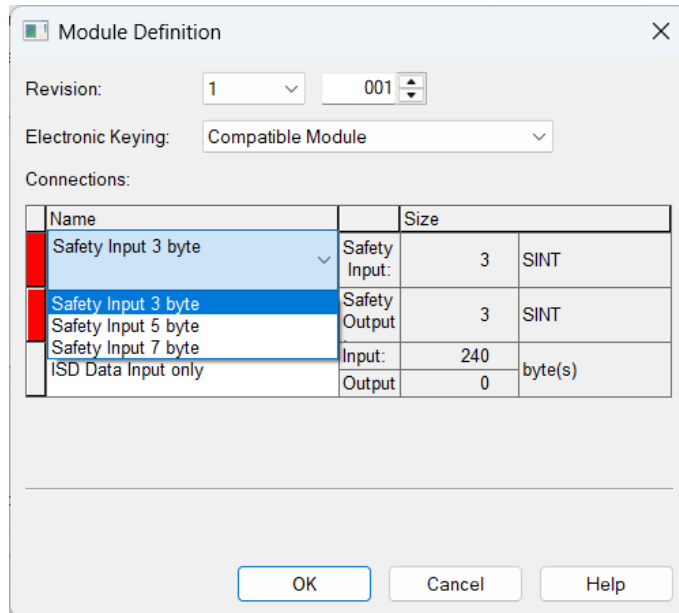 Module Definition
Revision: 1 001
Electronic Keying: Compatible Module
Connections:
Name Size
Safety Input 3 byte Safety Input: 3 SINT
Safety Input 3 byte
Safety Input 5 byte
Safety Input 7 byte
Safety Output 3 SINT
ISD Data Input only Input: 240 byte(s)
Output 0
OK Cancel Help